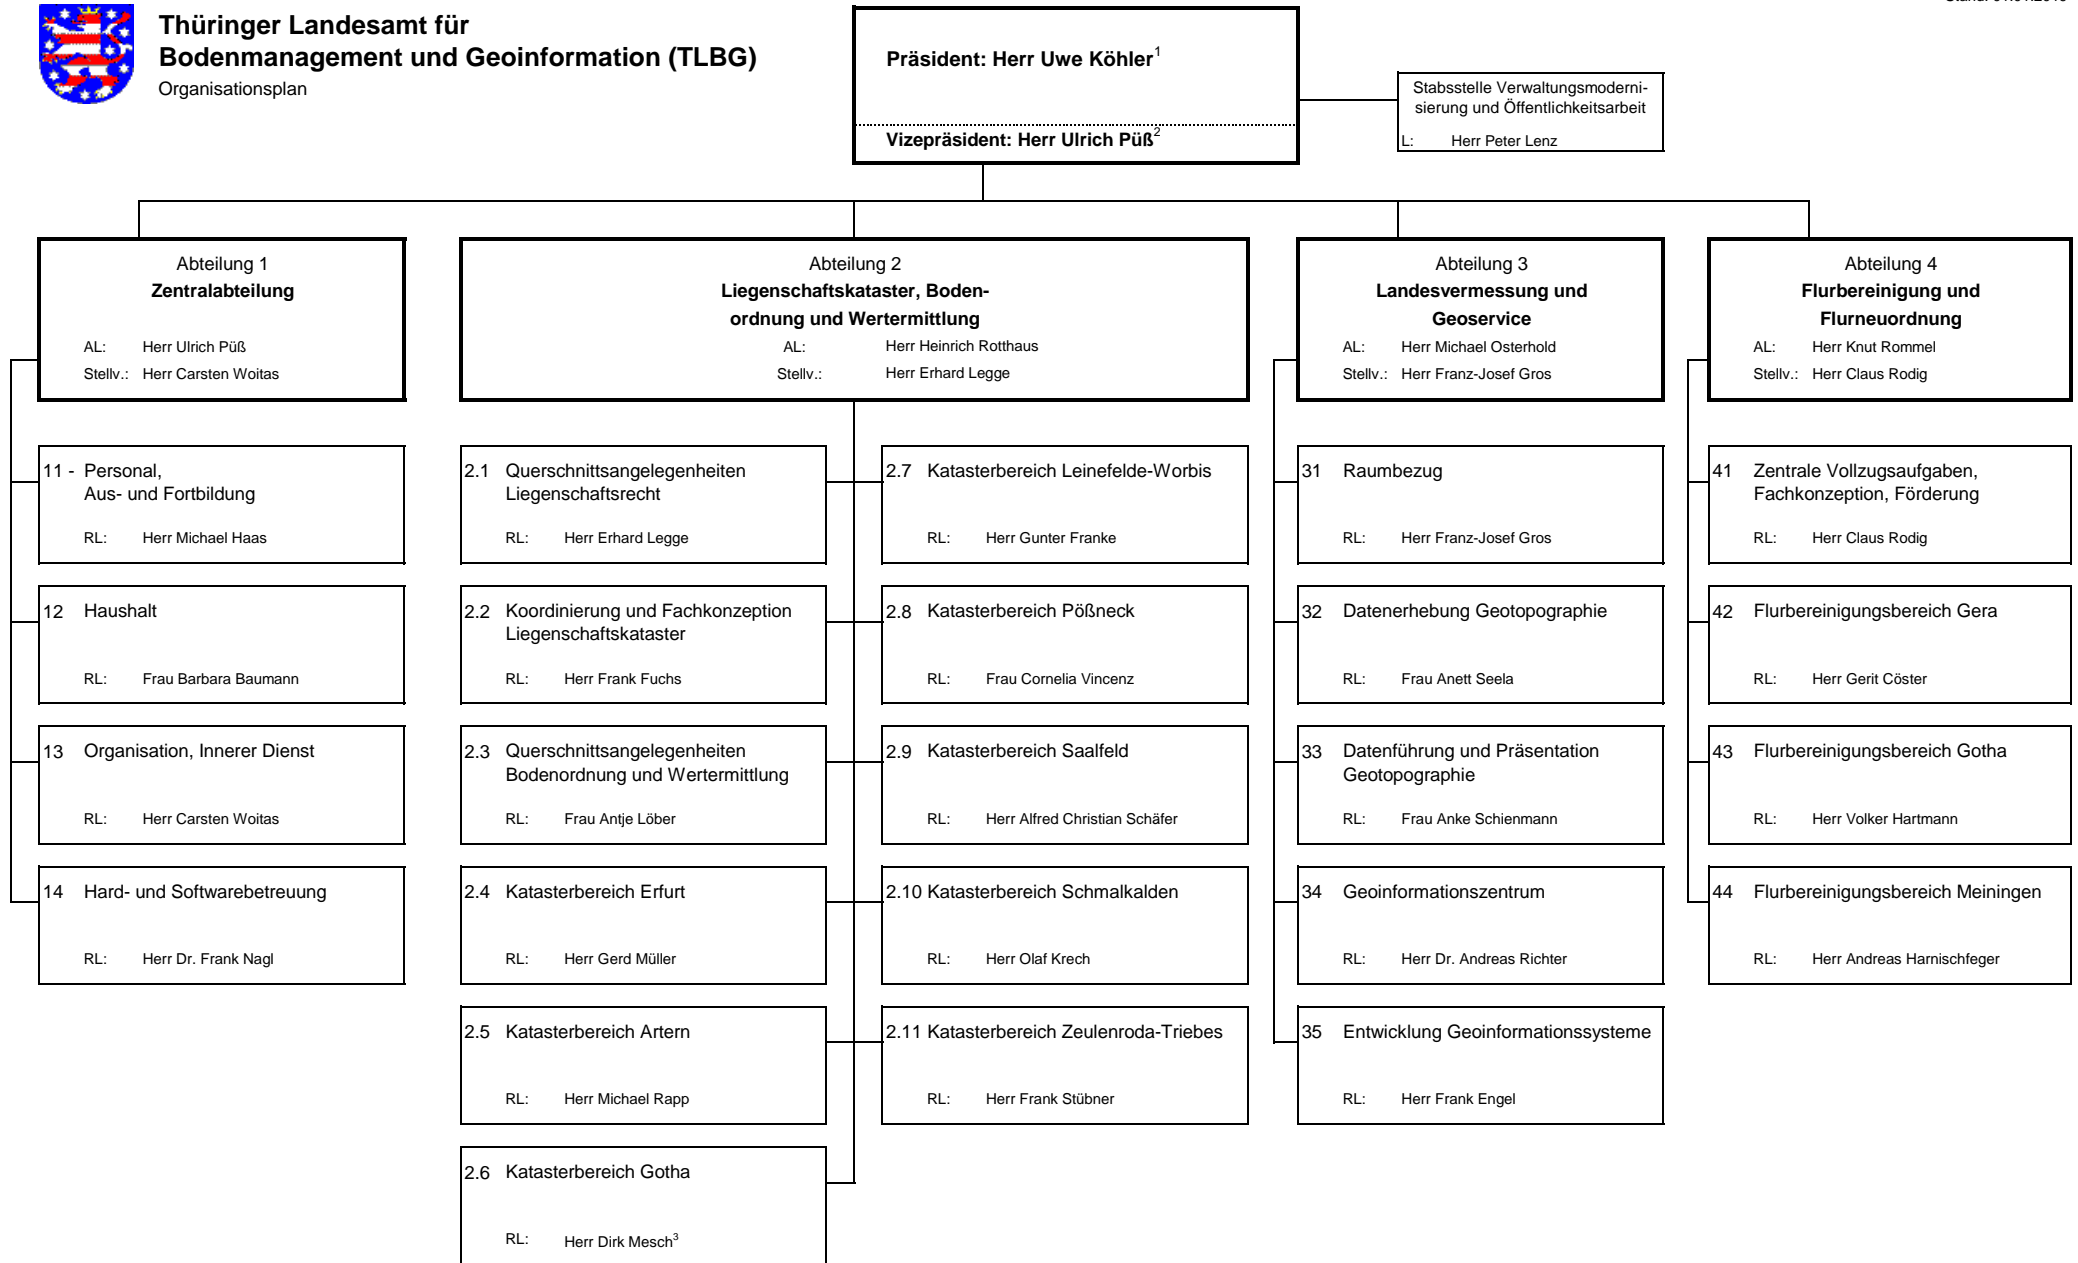 Thüringer Landesamt für
Bodenmanagement und Geoinformation (TLBG)
Organisationsplan
Präsident: Herr Uwe Köhler¹
Vizepräsident: Herr Ulrich Püß²
Stabsstelle Verwaltungsmoderni-
sierung und Öffentlichkeitsarbeit
L: Herr Peter Lenz
Abteilung 1
Zentralabteilung
AL: Herr Ulrich Püß
Stellv.: Herr Carsten Woitas
Abteilung 2
Liegenschaftskataster, Boden-
ordnung und Wertermittlung
AL: Herr Heinrich Rotthaus
Stellv.: Herr Erhard Legge
Abteilung 3
Landesvermessung und
Geoservice
AL: Herr Michael Osterhold
Stellv.: Herr Franz-Josef Gros
Abteilung 4
Flurbereinigung und
Flurneuordnung
AL: Herr Knut Rommel
Stellv.: Herr Claus Rodig
11 - Personal,
Aus- und Fortbildung
RL: Herr Michael Haas
12 Haushalt
RL: Frau Barbara Baumann
13 Organisation, Innerer Dienst
RL: Herr Carsten Woitas
14 Hard- und Softwarebetreuung
RL: Herr Dr. Frank Nagl
2.1 Querschnittsangelegenheiten
Liegenschaftsrecht
RL: Herr Erhard Legge
2.2 Koordinierung und Fachkonzeption
Liegenschaftskataster
RL: Herr Frank Fuchs
2.3 Querschnittsangelegenheiten
Bodenordnung und Wertermittlung
RL: Frau Antje Löber
2.4 Katasterbereich Erfurt
RL: Herr Gerd Müller
2.5 Katasterbereich Artern
RL: Herr Michael Rapp
2.6 Katasterbereich Gotha
RL: Herr Dirk Mesch³
2.7 Katasterbereich Leinefelde-Worbis
RL: Herr Gunter Franke
2.8 Katasterbereich Pößneck
RL: Frau Cornelia Vincenz
2.9 Katasterbereich Saalfeld
RL: Herr Alfred Christian Schäfer
2.10 Katasterbereich Schmalkalden
RL: Herr Olaf Krech
2.11 Katasterbereich Zeulenroda-Triebes
RL: Herr Frank Stübner
31 Raumbezug
RL: Herr Franz-Josef Gros
32 Datenerhebung Geotopographie
RL: Frau Anett Seela
33 Datenführung und Präsentation
Geotopographie
RL: Frau Anke Schienmann
34 Geoinformationszentrum
RL: Herr Dr. Andreas Richter
35 Entwicklung Geoinformationssysteme
RL: Herr Frank Engel
41 Zentrale Vollzugsaufgaben,
Fachkonzeption, Förderung
RL: Herr Claus Rodig
42 Flurbereinigungsbereich Gera
RL: Herr Gerit Cöster
43 Flurbereinigungsbereich Gotha
RL: Herr Volker Hartmann
44 Flurbereinigungsbereich Meiningen
RL: Herr Andreas Harnischfeger